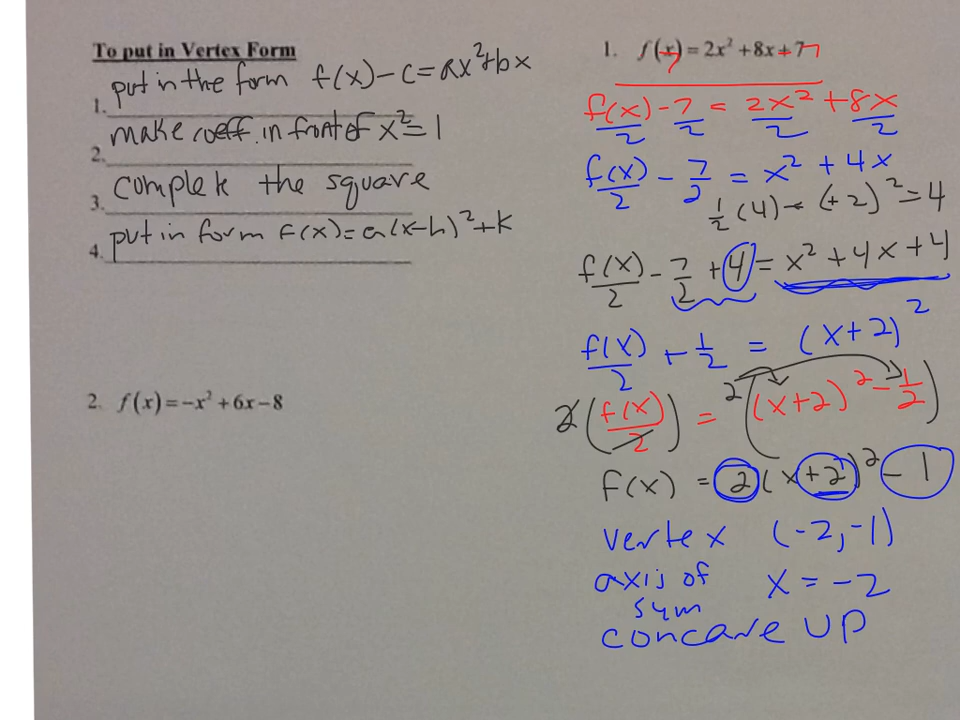 To put in Vertex Form
1. put in the form f(x)-c=ax²+bx
2. make coeff. in front of x²=1
3. complete the square
4. put in form f(x)=a(x-h)²+k
2. f(x)=-x²+6x-8
1. f(x)=2x²+8x+7
-7 -7
f(x)-7 = 2x²+8x
2 2 2 2
f(x)/2 - 7/2 = x² + 4x
1/2 (4) = (+2)²=4
f(x)/2 - 7/2 + 4 = x² + 4x + 4
f(x)/2 + 1/2 = (x+2)²
2(f(x)/2) = 2((x+2)² - 1/2)
f(x) = 2(x+2)² - 1
vertex (-2,-1)
axis of x = -2
sym
concave up